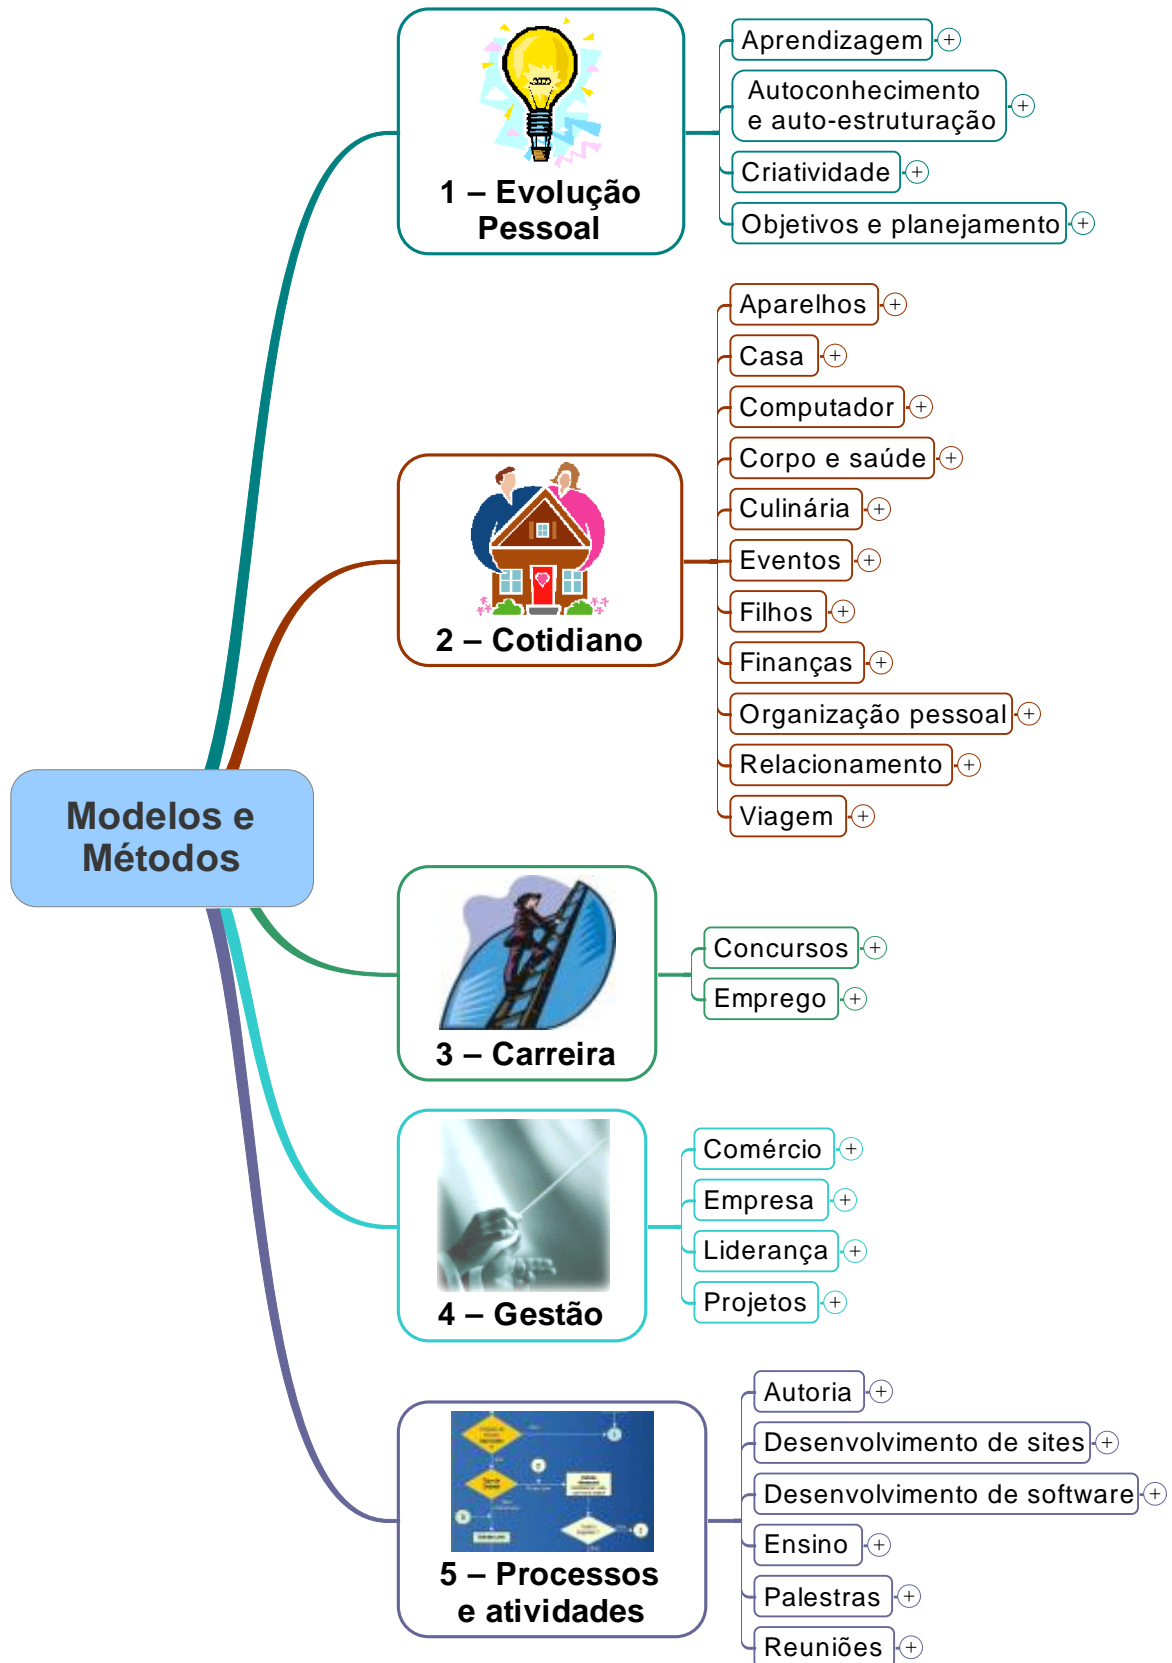 1 – Evolução
Pessoal
Aprendizagem
Autoconhecimento
e auto-estruturação
Criatividade
Objetivos e planejamento
2 – Cotidiano
Aparelhos
Casa
Computador
Corpo e saúde
Culinária
Eventos
Filhos
Finanças
Organização pessoal
Relacionamento
Viagem
Modelos e
Métodos
3 – Carreira
Concursos
Emprego
4 – Gestão
Comércio
Empresa
Liderança
Projetos
5 – Processos
e atividades
Autoria
Desenvolvimento de sites
Desenvolvimento de software
Ensino
Palestras
Reuniões